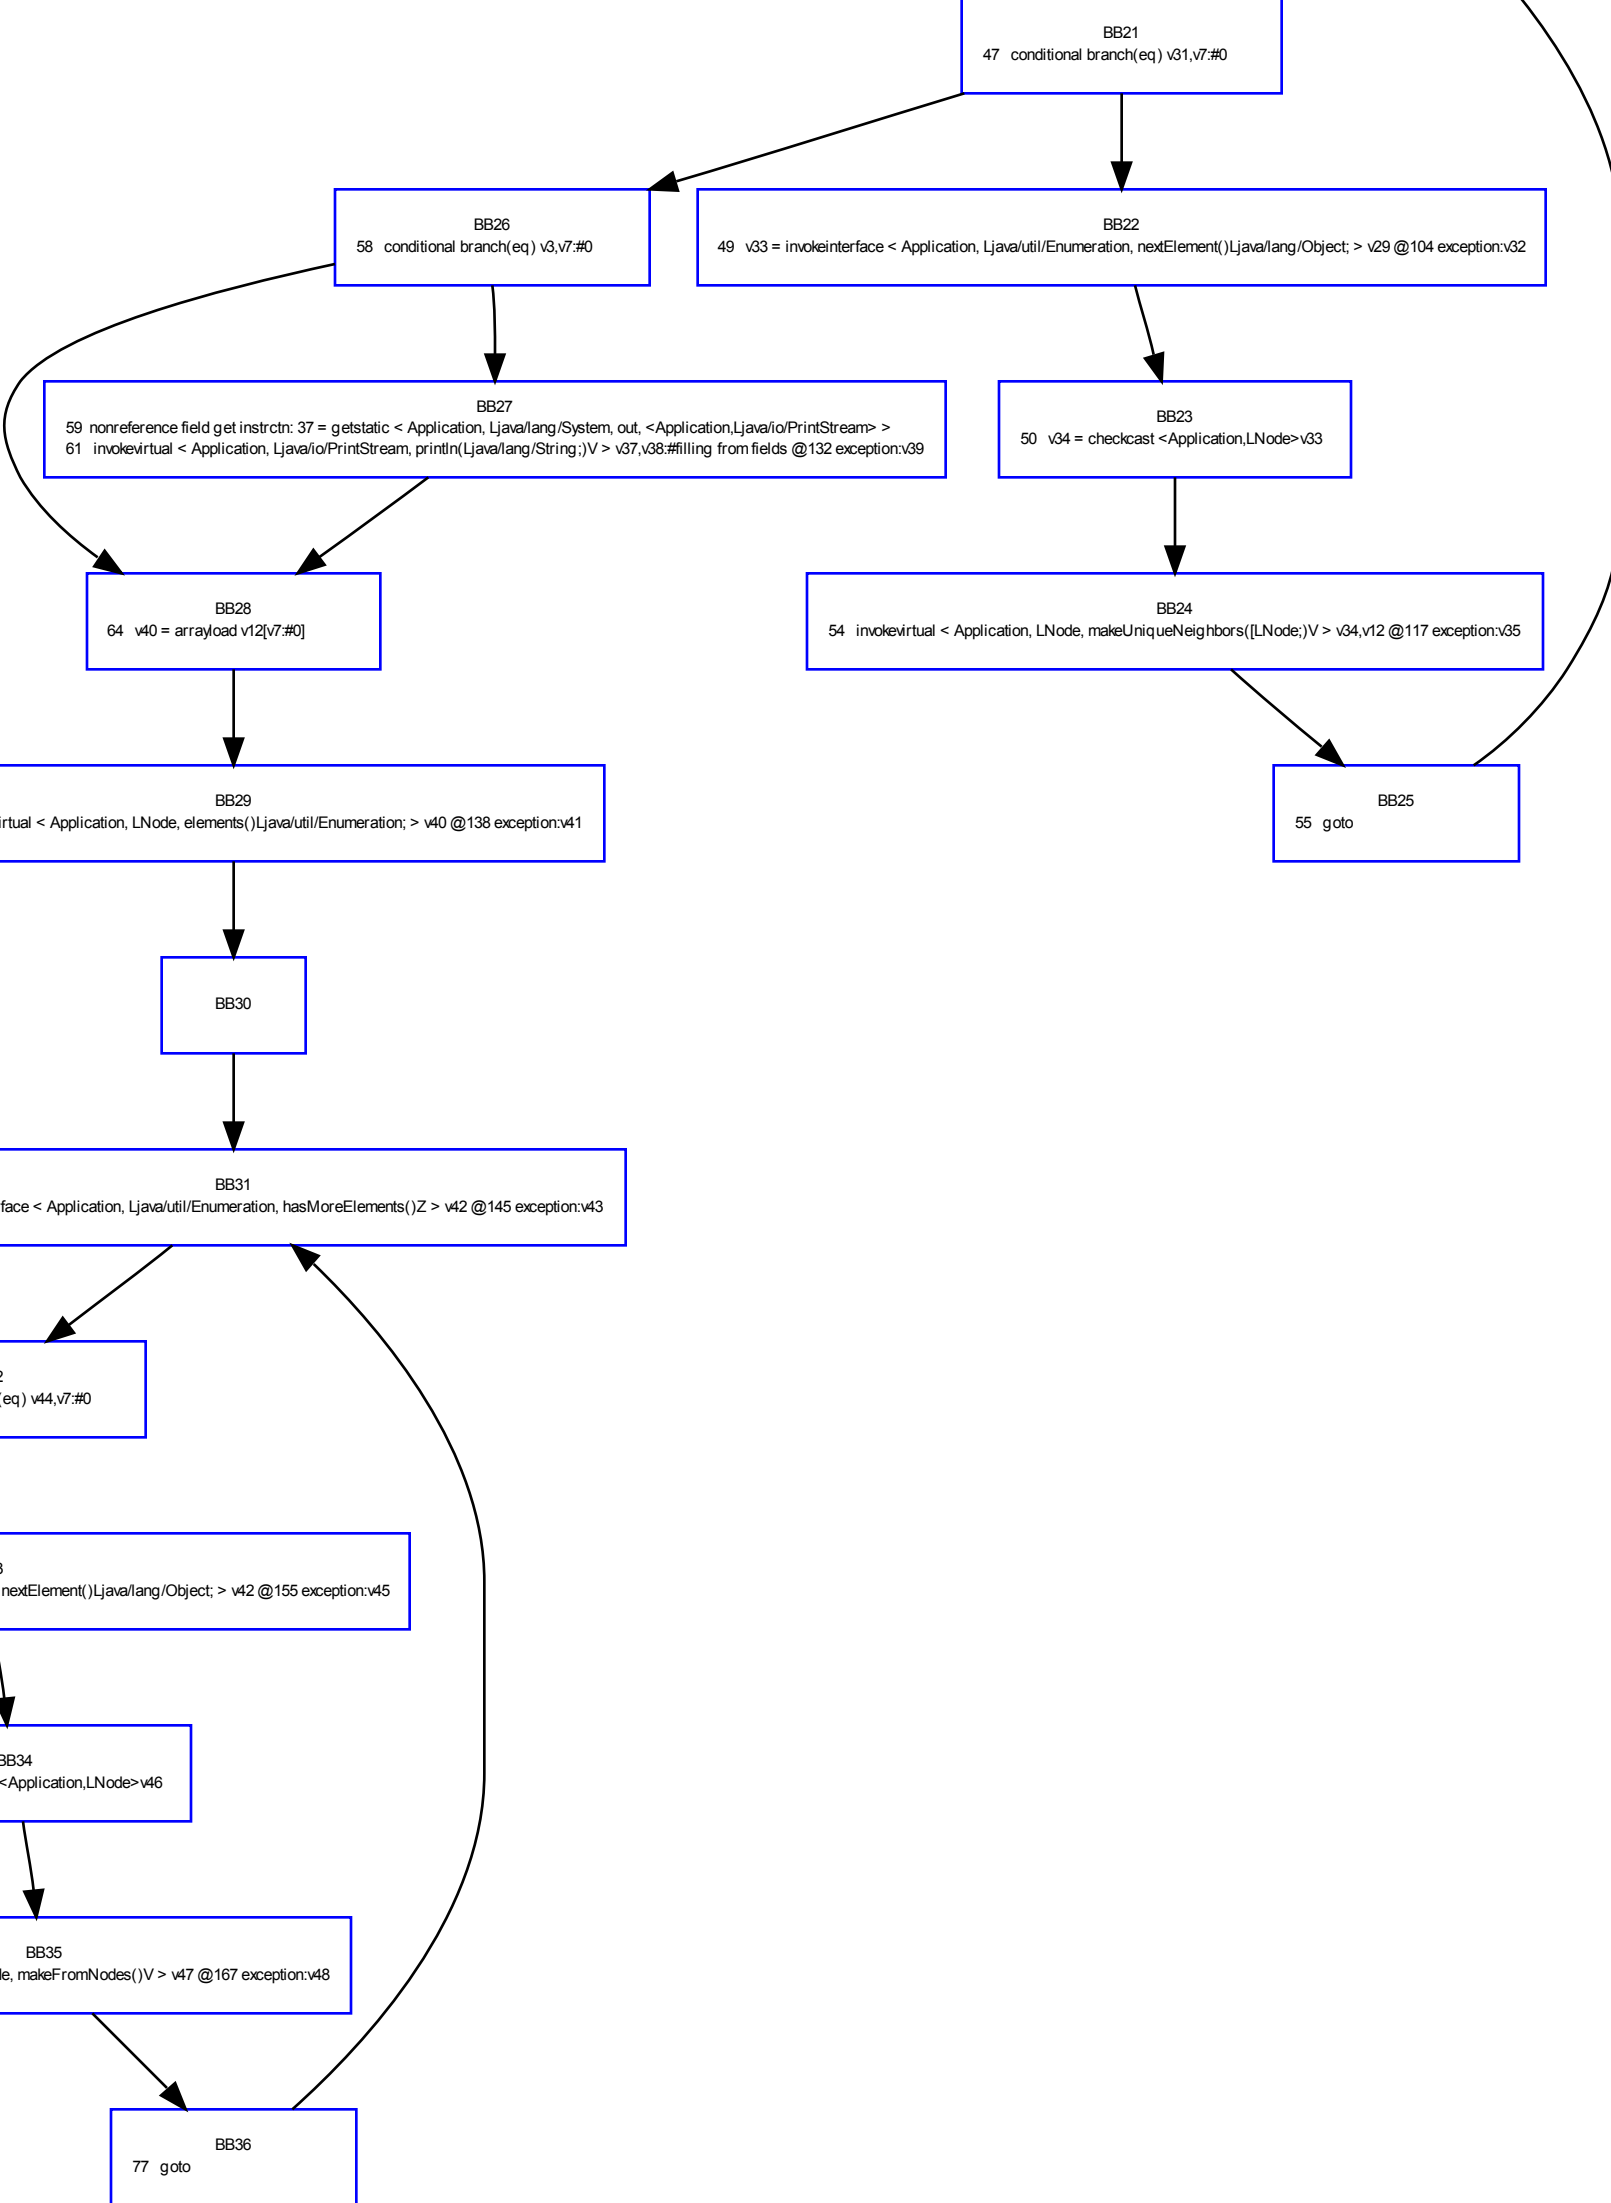 BB21
47 conditional branch(eq) v31,v7:#0
BB26
58 conditional branch(eq) v3,v7:#0
BB22
49 v33 = invokeinterface < Application, Ljava/util/Enumeration, nextElement()Ljava/lang/Object; > v29 @104 exception:v32
BB27
59 nonreference field get instrctn: 37 = getstatic < Application, Ljava/lang/System, out, <Application,Ljava/io/PrintStream> >
61 invokevirtual < Application, Ljava/io/PrintStream, println(Ljava/lang/String;)V > v37,v38:#filling from fields @132 exception:v39
BB23
50 v34 = checkcast <Application,LNode>v33
BB28
64 v40 = arrayload v12[v7:#0]
BB24
54 invokevirtual < Application, LNode, makeUniqueNeighbors([LNode;)V > v34,v12 @117 exception:v35
BB29
irtual < Application, LNode, elements()Ljava/util/Enumeration; > v40 @138 exception:v41
BB25
55 goto
BB30
BB31
face < Application, Ljava/util/Enumeration, hasMoreElements()Z > v42 @145 exception:v43
2
(eq) v44,v7:#0
3
nextElement()Ljava/lang/Object; > v42 @155 exception:v45
BB34
<Application,LNode>v46
BB35
le, makeFromNodes()V > v47 @167 exception:v48
BB36
77 goto